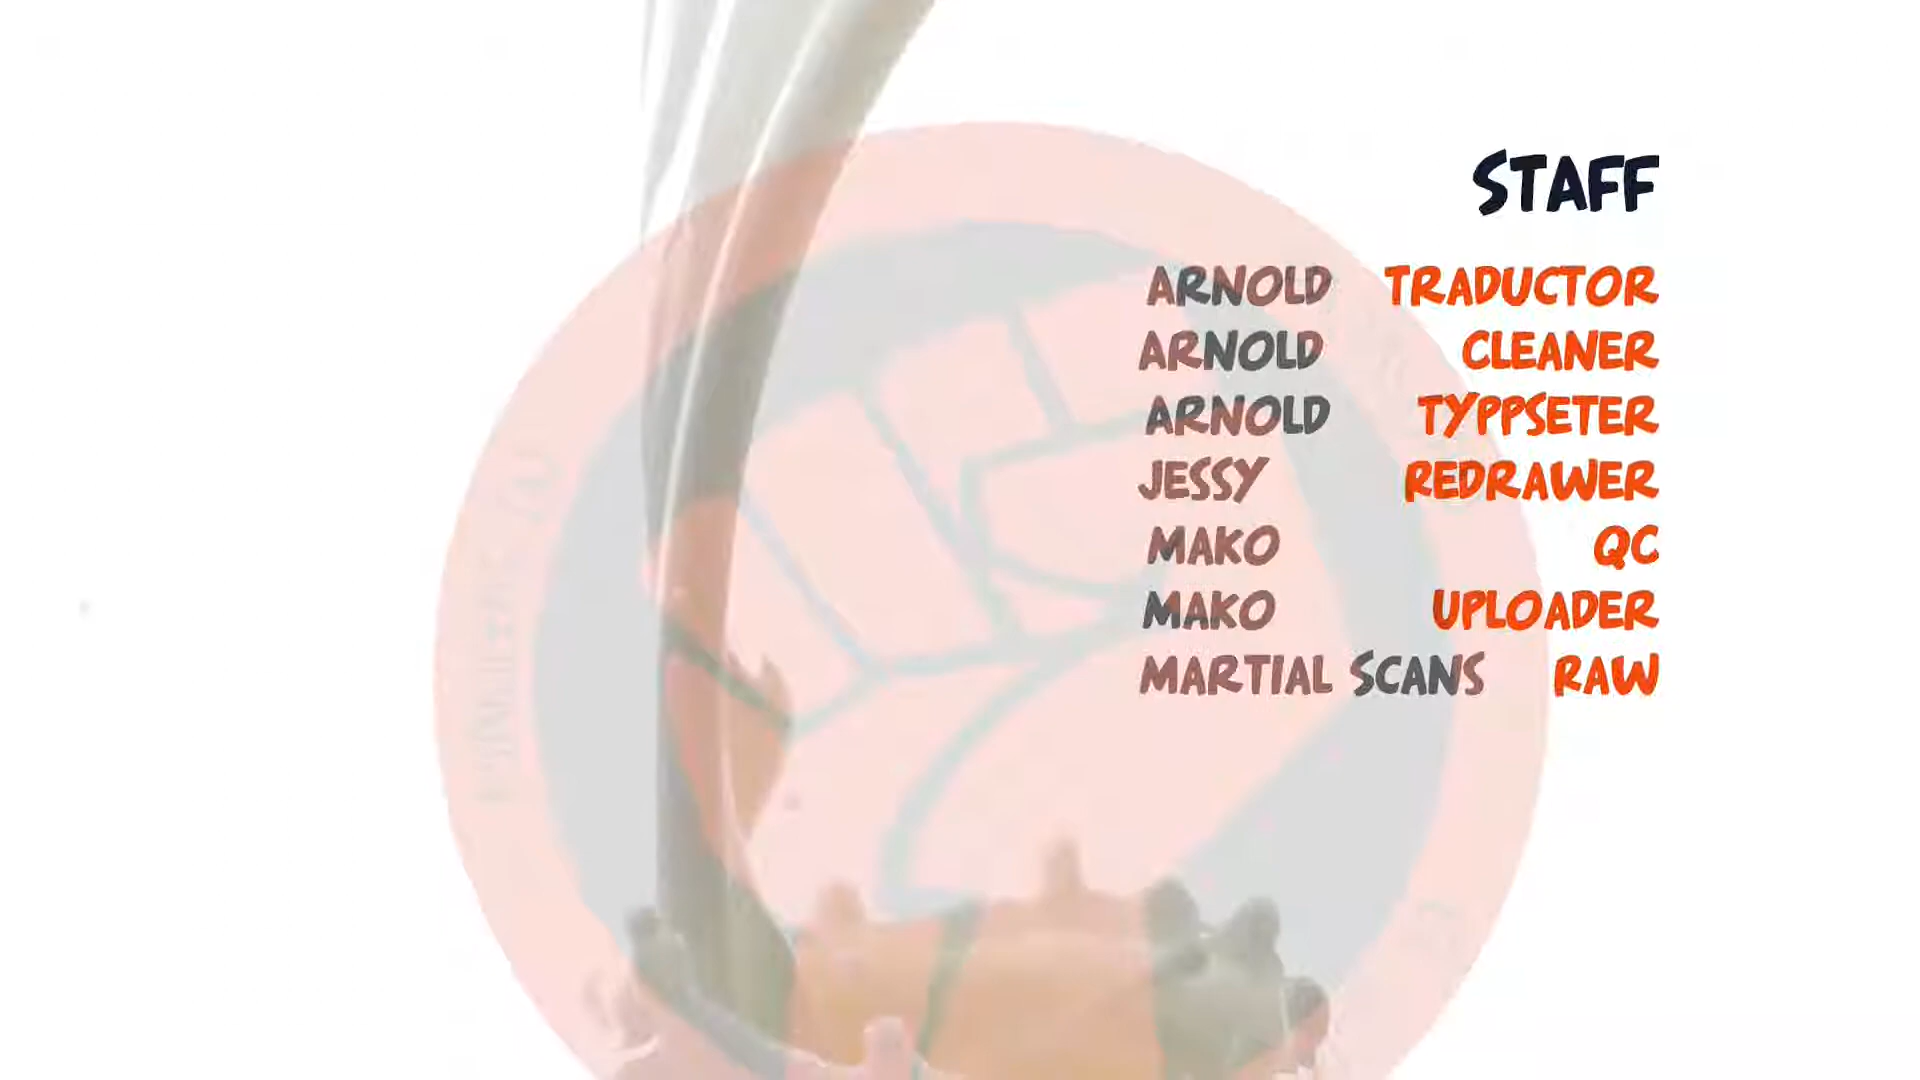 STAFF
ARNOLD TRADUCTOR
ARNOLD CLEANER
ARNOLD TYPPSETER
JESSY REDRAWER
MAKO QC
MAKO UPLOADER
MARTIAL SCANS RAW